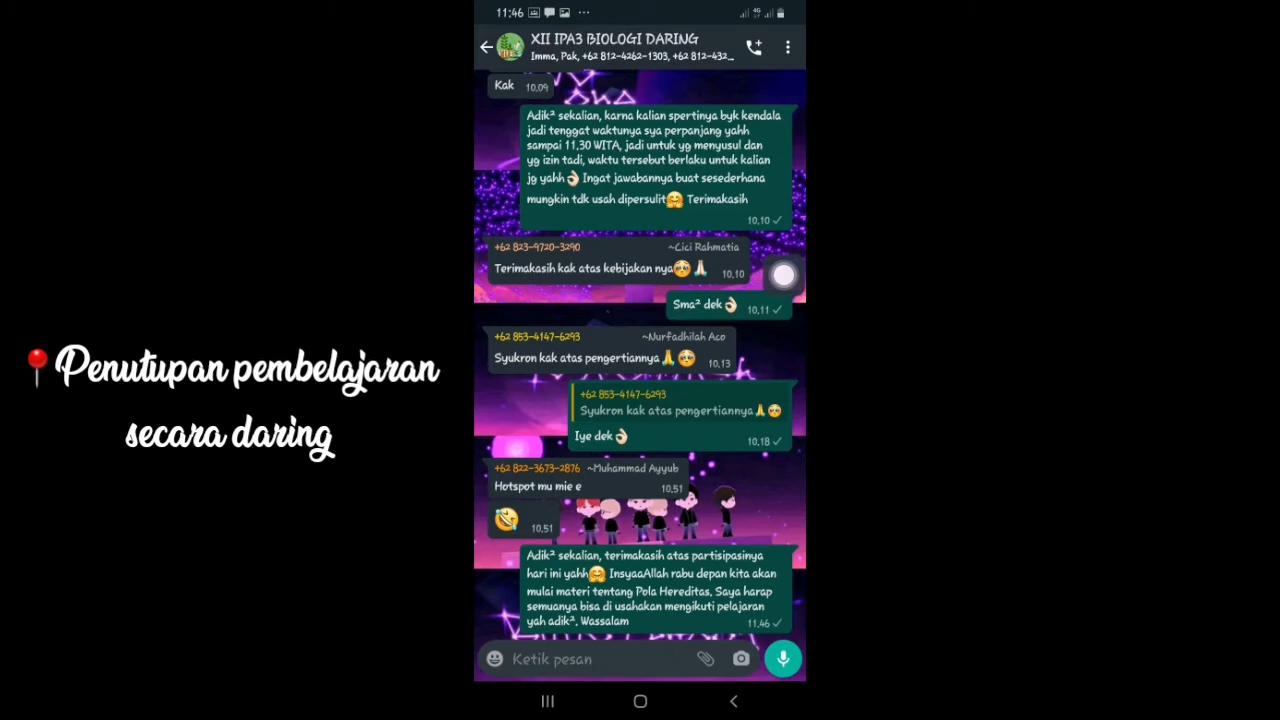 11:46
4G
XII IPA3 BIOLOGI DARING
Imma, Pak, +62 812-4262-1303, +62 812-432...
Kak 10.09
Adik² sekalian, karna kalian spertinya byk kendala
jadi tenggat waktunya sya perpanjang yahh
sampai 11.30 WITA, jadi untuk yg menyusul dan
yg izin tadi, waktu tersebut berlaku untuk kalian
jg yahh👌🏻 Ingat jawabannya buat sesederhana
mungkin tdk usah dipersulit🤗 Terimakasih
10.10 ✓
+62 823-9720-3290 ~Cici Rahmatia
Terimakasih kak atas kebijakan nya🥺🙏🏻 10.10
Sma² dek👌🏻 10.11 ✓
+62 853-4147-6293 ~Nurfadhilah Aco
Syukron kak atas pengertiannya🙏🥺 10.13
+62 853-4147-6293
Syukron kak atas pengertiannya🙏🥺
Iye dek👌🏻 10.18 ✓
+62 822-3673-2876 ~Muhammad Ayyub
Hotspot mu mie e 10.51
🤣 10.51
Adik² sekalian, terimakasih atas partisipasinya
hari ini yahh🤗 InsyaaAllah rabu depan kita akan
mulai materi tentang Pola Hereditas. Saya harap
semuanya bisa di usahakan mengikuti pelajaran
yah adik². Wassalam 11.46 ✓
Ketik pesan
📍Penutupan pembelajaran
secara daring